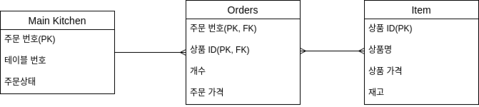 Main Kitchen
주문 번호(PK)
테이블 번호
주문상태
Orders
주문 번호(PK, FK)
상품 ID(PK, FK)
개수
주문 가격
Item
상품 ID(PK)
상품명
상품 가격
재고